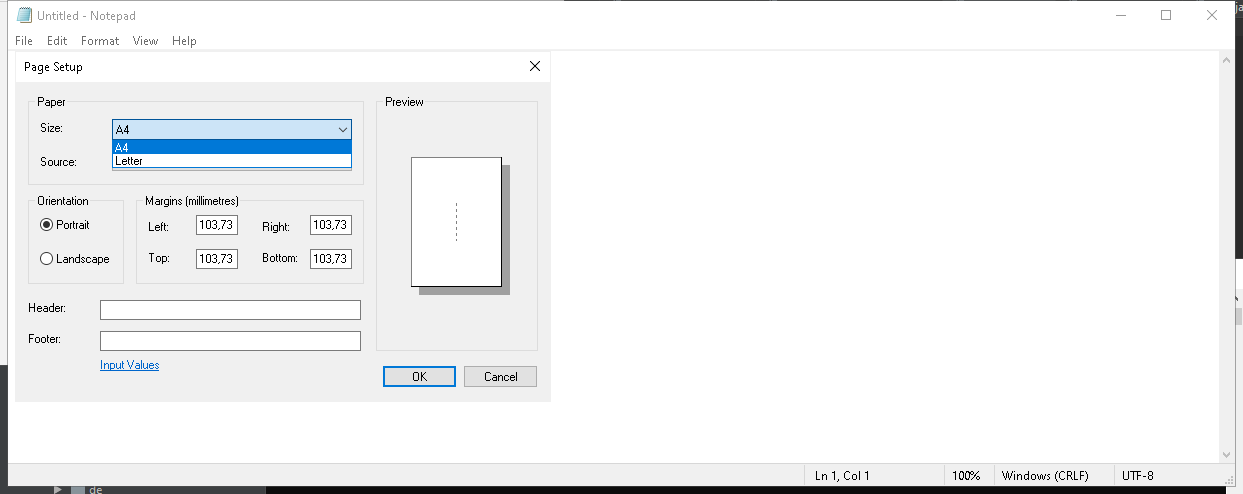 Untitled - Notepad
File Edit Format View Help
Page Setup
Paper
Size: A4
A4
Letter
Source:
Orientation
Portrait
Landscape
Margins (millimetres)
Left: 103,73 Right: 103,73
Top: 103,73 Bottom: 103,73
Header:
Footer:
Input Values
Preview
OK Cancel
Ln 1, Col 1 100% Windows (CRLF) UTF-8
de